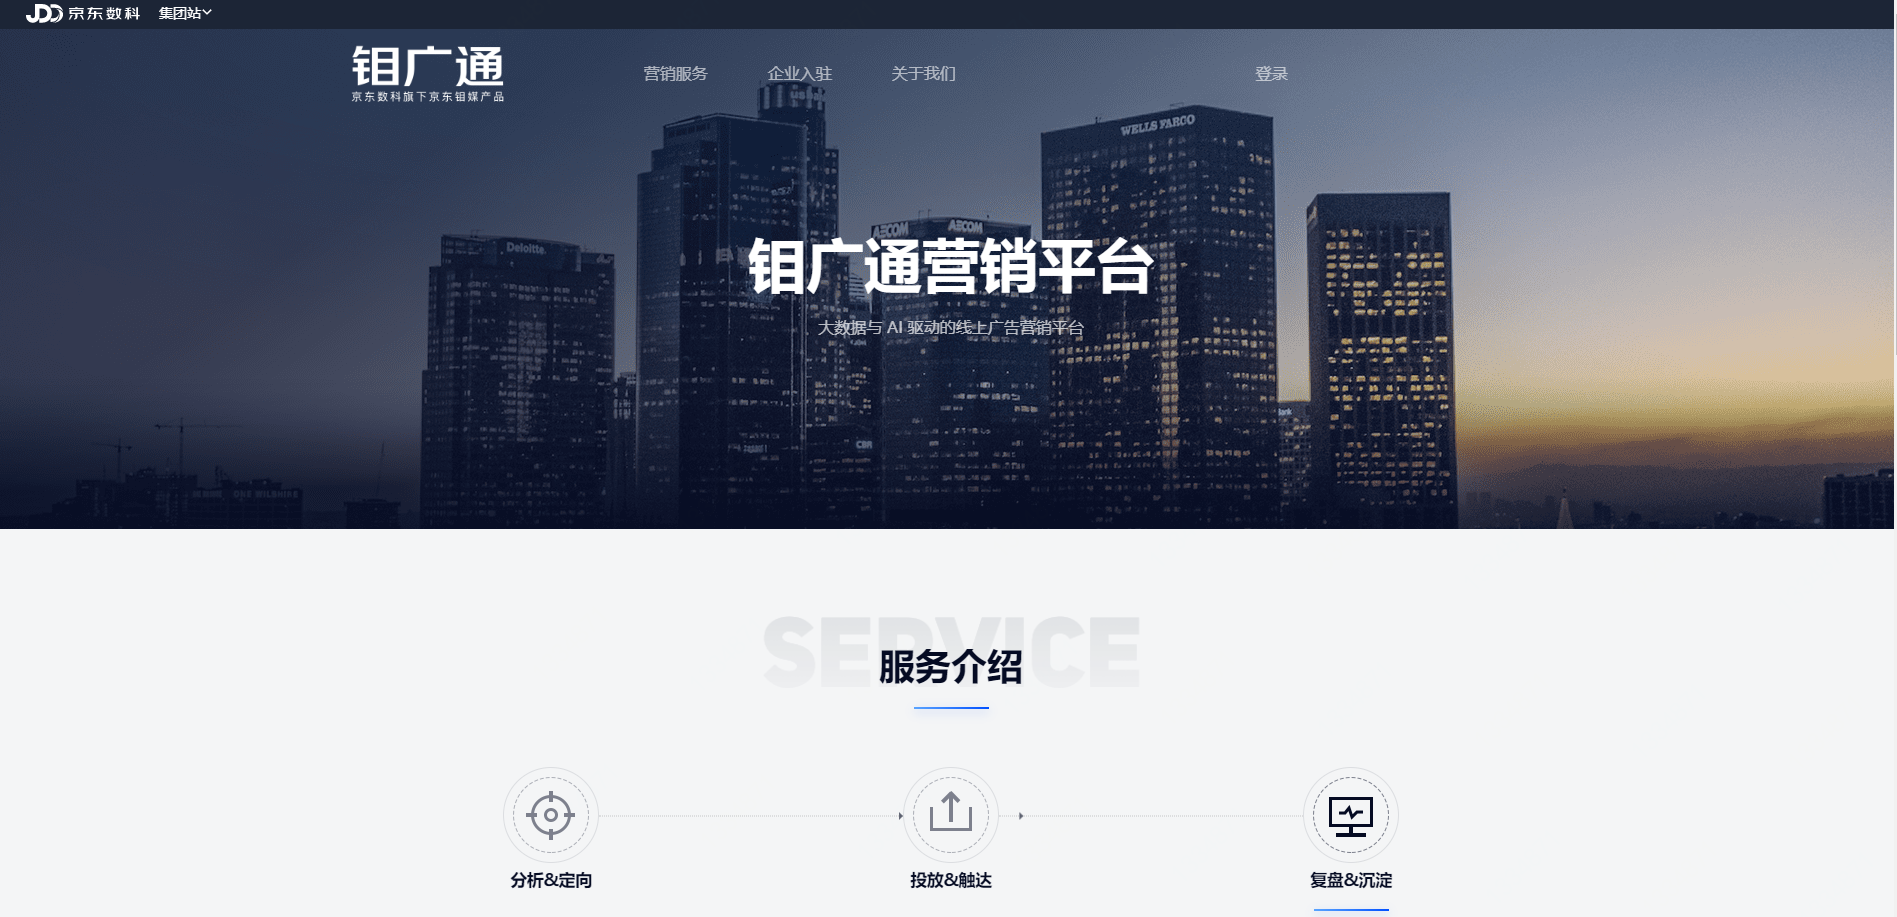 JDD 京东数科 集团站
钼广通
京东数科旗下京东钼媒产品
营销服务 企业入驻 关于我们 登录
WELLS FARGO
AECOM AECOM
Deloitte.
钼广通营销平台
大数据与 AI 驱动的线上广告营销平台
CBR
SERVICE
服务介绍
分析&定向 投放&触达 复盘&沉淀